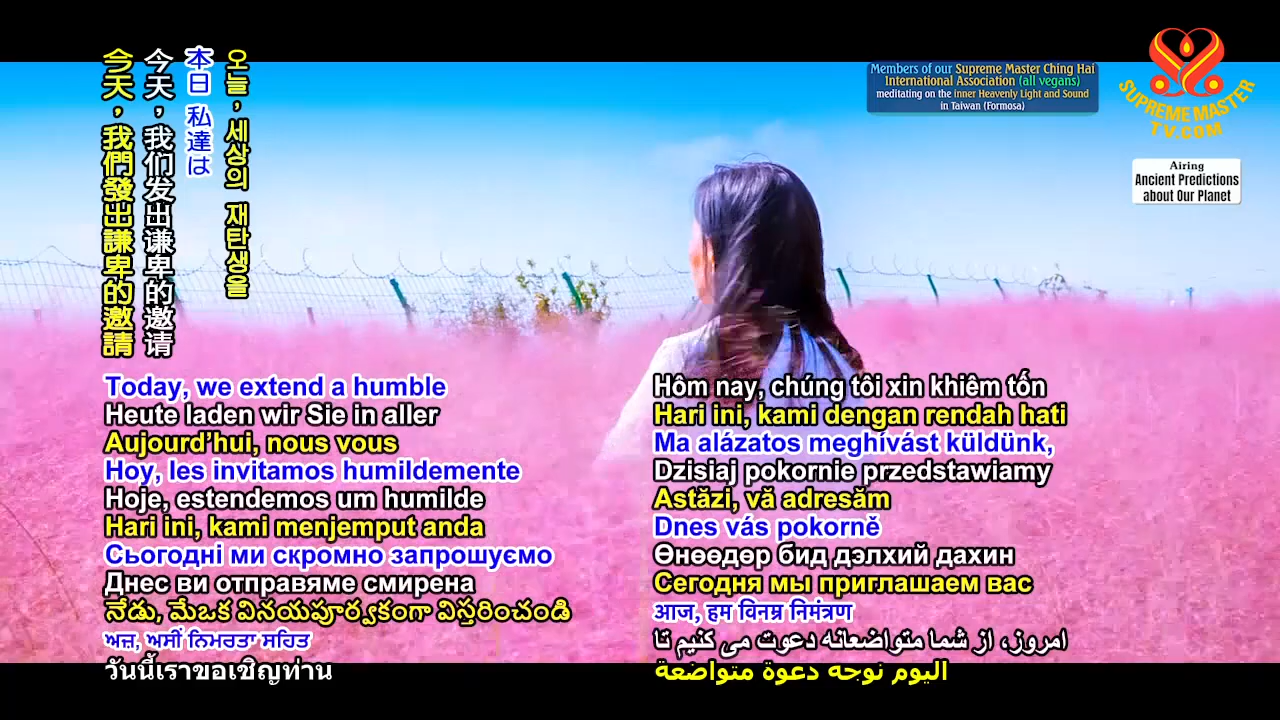 오늘, 세상의 재탄생을
本日 私達は
今天，我们发出谦卑的邀请
今天，我們發出謙卑的邀請
Members of our Supreme Master Ching Hai
International Association (all vegans)
meditating on the inner Heavenly Light and Sound
in Taiwan (Formosa)
SUPREME MASTER
TV.COM
Airing
Ancient Predictions
about Our Planet
Today, we extend a humble
Heute laden wir Sie in aller
Aujourd’hui, nous vous
Hoy, les invitamos humildemente
Hoje, estendemos um humilde
Hari ini, kami menjemput anda
Сьогодні ми скромно запрошуємо
Днес ви отправяме смирена
నేడు, మేఒక వినయపూర్వకంగా విస్తరించండి
ਅਜ, ਅਸੀਂ ਨਿਮਰਤਾ ਸਹਿਤ
วันนี้เราขอเชิญท่าน
Hôm nay, chúng tôi xin khiêm tốn
Hari ini, kami dengan rendah hati
Ma alázatos meghívást küldünk,
Dzisiaj pokornie przedstawiamy
Astăzi, vă adresăm
Dnes vás pokorně
Өнөөдөр бид дэлхий дахин
Сегодня мы приглашаем вас
आज, हम विनम्र निमंत्रण
امروز، از شما متواضعانه دعوت می کنیم تا
اليوم نوجه دعوة متواضعة